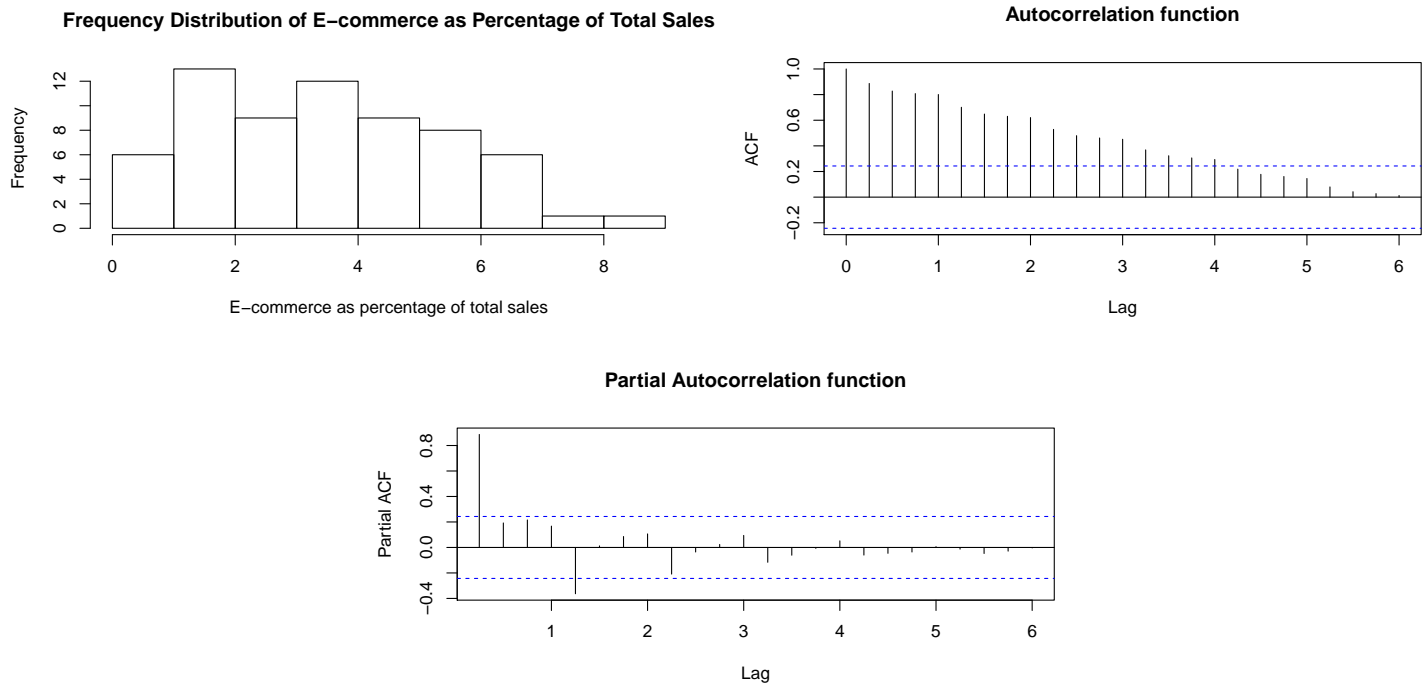 Frequency Distribution of E−commerce as Percentage of Total Sales
Frequency
0 2 4 6 8 12
0 2 4 6 8
E−commerce as percentage of total sales
Autocorrelation function
ACF
−0.2 0.2 0.6 1.0
0 1 2 3 4 5 6
Lag
Partial Autocorrelation function
Partial ACF
−0.4 0.0 0.4 0.8
1 2 3 4 5 6
Lag